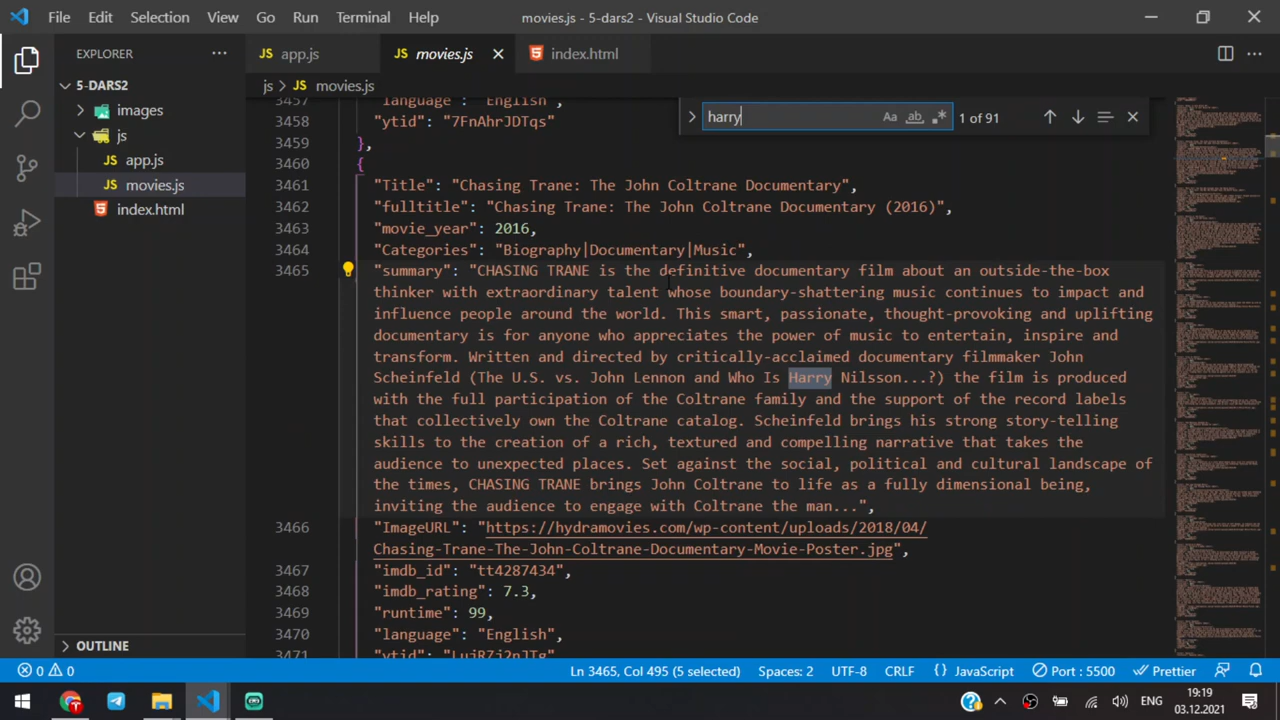 File Edit Selection View Go Run Terminal Help movies.js - 5-dars2 - Visual Studio Code
EXPLORER
5-DARS2
images
js
app.js
movies.js
index.html
OUTLINE
JS app.js JS movies.js index.html
js > JS movies.js
harry Aa ab 1 of 91
3457 "language": "English",
3458 "ytid": "7FnAhrJDTqs"
3459 },
3460 {
3461 "Title": "Chasing Trane: The John Coltrane Documentary",
3462 "fulltitle": "Chasing Trane: The John Coltrane Documentary (2016)",
3463 "movie_year": 2016,
3464 "Categories": "Biography|Documentary|Music",
3465 "summary": "CHASING TRANE is the definitive documentary film about an outside-the-box
thinker with extraordinary talent whose boundary-shattering music continues to impact and
influence people around the world. This smart, passionate, thought-provoking and uplifting
documentary is for anyone who appreciates the power of music to entertain, inspire and
transform. Written and directed by critically-acclaimed documentary filmmaker John
Scheinfeld (The U.S. vs. John Lennon and Who Is Harry Nilsson...?) the film is produced
with the full participation of the Coltrane family and the support of the record labels
that collectively own the Coltrane catalog. Scheinfeld brings his strong story-telling
skills to the creation of a rich, textured and compelling narrative that takes the
audience to unexpected places. Set against the social, political and cultural landscape of
the times, CHASING TRANE brings John Coltrane to life as a fully dimensional being,
inviting the audience to engage with Coltrane the man...",
3466 "ImageURL": "https://hydramovies.com/wp-content/uploads/2018/04/
Chasing-Trane-The-John-Coltrane-Documentary-Movie-Poster.jpg",
3467 "imdb_id": "tt4287434",
3468 "imdb_rating": 7.3,
3469 "runtime": 99,
3470 "language": "English",
3471 "ytid":
0 0 Ln 3465, Col 495 (5 selected) Spaces: 2 UTF-8 CRLF {} JavaScript Port : 5500 Prettier
ENG 19:19
03.12.2021